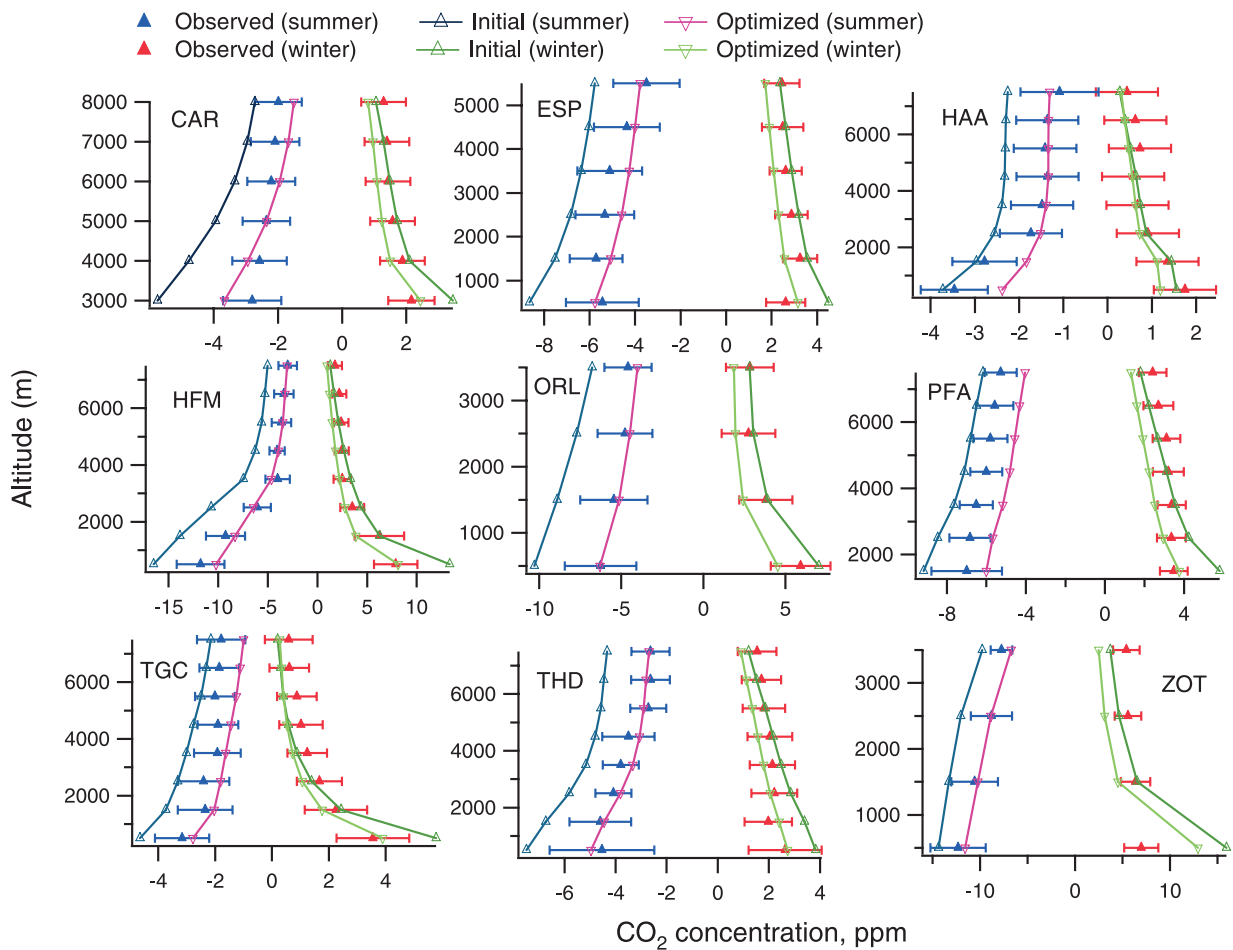 Observed (summer) Initial (summer) Optimized (summer)
Observed (winter) Initial (winter) Optimized (winter)
Altitude (m)
CAR
8000
7000
6000
5000
4000
3000
-4 -2 0 2
ESP
5000
4000
3000
2000
1000
-8 -6 -4 -2 0 2 4
HAA
6000
4000
2000
-4 -3 -2 -1 0 1 2
HFM
6000
4000
2000
-15 -10 -5 0 5 10
ORL
3000
2000
1000
-10 -5 0 5
PFA
6000
4000
2000
-8 -4 0 4
TGC
6000
4000
2000
-4 -2 0 2 4
THD
6000
4000
2000
-6 -4 -2 0 2 4
ZOT
3000
2000
1000
-10 0 10
CO2 concentration, ppm